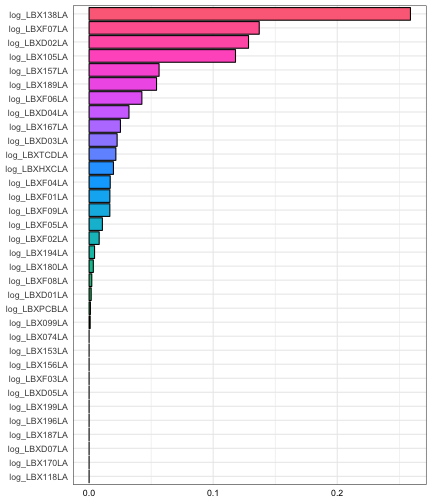 log_LBX138LA
log_LBXF07LA
log_LBXD02LA
log_LBX105LA
log_LBX157LA
log_LBX189LA
log_LBXF06LA
log_LBXD04LA
log_LBX167LA
log_LBXD03LA
log_LBXTCDLA
log_LBXHXCLA
log_LBXF04LA
log_LBXF01LA
log_LBXF09LA
log_LBXF05LA
log_LBXF02LA
log_LBX194LA
log_LBX180LA
log_LBXF08LA
log_LBXD01LA
log_LBXPCBLA
log_LBX099LA
log_LBX074LA
log_LBX153LA
log_LBX156LA
log_LBXF03LA
log_LBXD05LA
log_LBX199LA
log_LBX196LA
log_LBX187LA
log_LBXD07LA
log_LBX170LA
log_LBX118LA
0.0 0.1 0.2